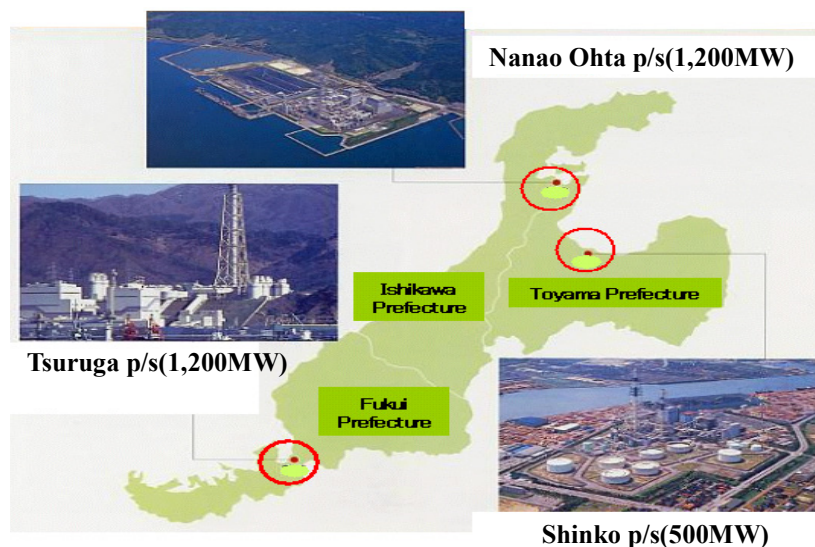 Nanao Ohta p/s(1,200MW)
Ishikawa
Prefecture
Toyama Prefecture
Tsuruga p/s(1,200MW)
Fukui
Prefecture
Shinko p/s(500MW)